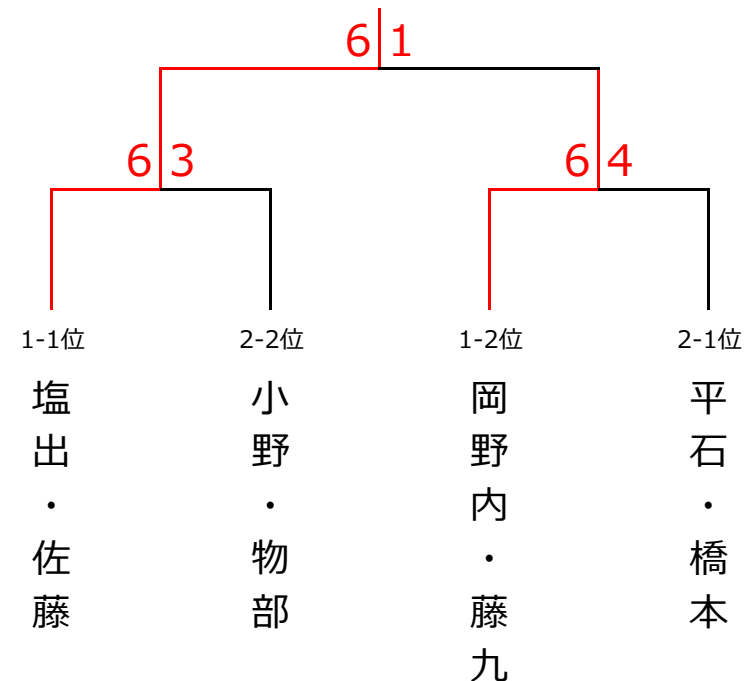 6 1
6 3
6 4
1-1位
2-2位
1-2位
2-1位
塩出・佐藤
小野・物部
岡野内・藤九
平石・橋本